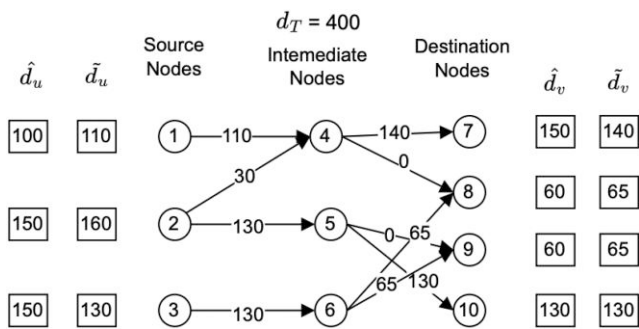 d_T = 400
Source Nodes
Intemediate Nodes
Destination Nodes
d̂_u d̃_u
d̂_v d̃_v
100 110 1 110 4 140 7 150 140
30 0
8 60 65
150 160 2 130 5 0 65
9 60 65
65 130
150 130 3 130 6 10 130 130